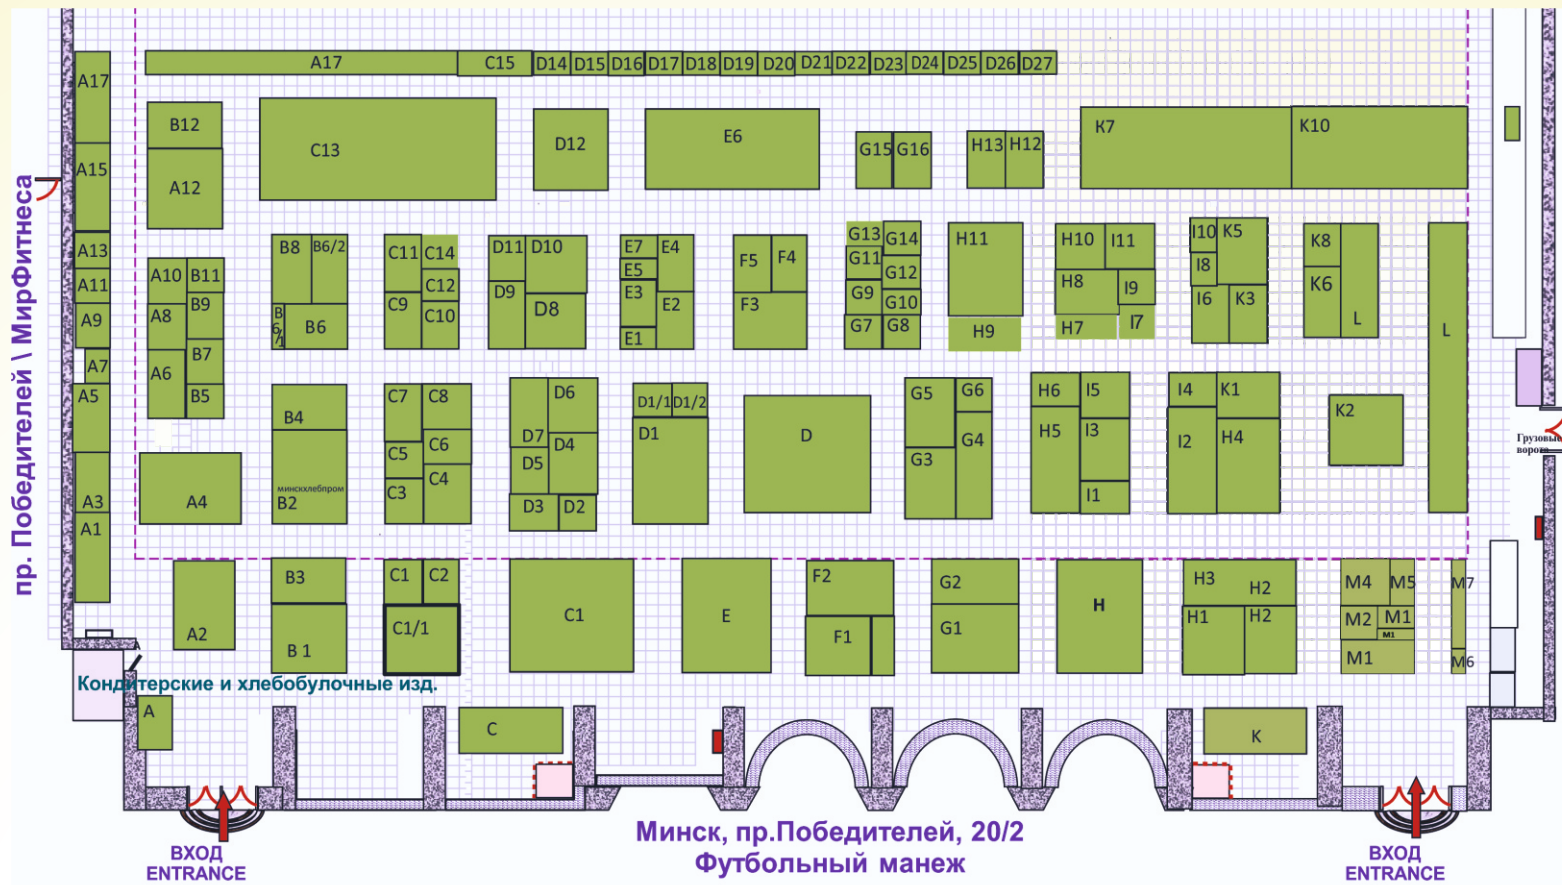 A17
C15
D14
D15
D16
D17
D18
D19
D20
D21
D22
D23
D24
D25
D26
D27
A17
B12
C13
D12
E6
G15
G16
H13
H12
K7
K10
A15
A12
A13
A11
A9
A7
A5
A3
A1
A10
B11
B9
A8
B7
A6
B5
B8
B6/2
B6/1
B6
C11
C14
C12
C9
C10
D11
D10
D9
D8
E7
E4
E5
E3
E2
E1
F5
F4
F3
G13
G14
G11
G12
G9
G10
G7
G8
H11
H9
H10
I11
H8
I9
H7
I7
I10
K5
I8
I6
K3
K8
K6
L
L
A4
B4
минскхлебпром
B2
C7
C8
C5
C6
C3
C4
D6
D7
D4
D5
D3
D2
D1/1
D1/2
D1
D
G5
G6
G3
G4
H6
I5
H5
I3
I1
I4
K1
I2
H4
K2
Грузовые
ворота
пр. Победителей \ МирФитнеса
A2
B3
B 1
C1
C2
C1/1
C1
E
F2
F1
G2
G1
H
H3
H2
H1
H2
M4
M5
M2
M1
M1
M1
M7
M6
A
Кондитерские и хлебобулочные изд.
A
C
K
Минск, пр.Победителей, 20/2
Футбольный манеж
ВХОД
ENTRANCE
ВХОД
ENTRANCE